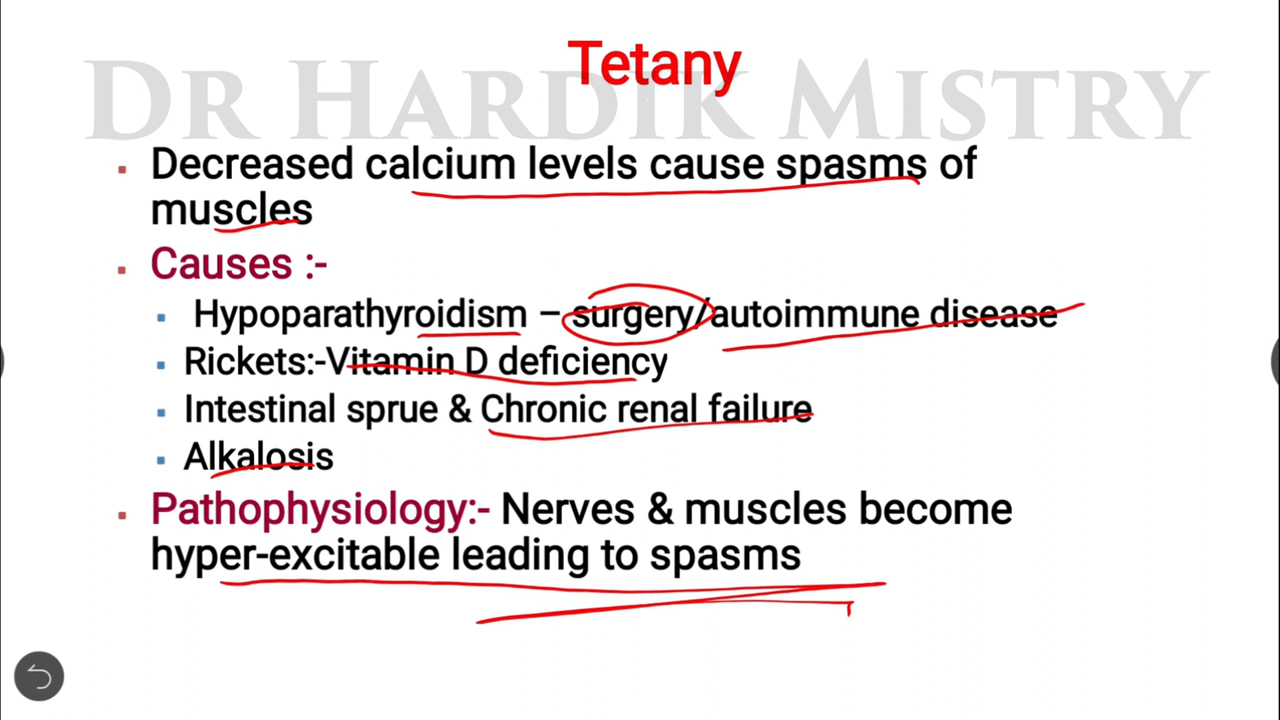 Tetany
DR HARDIK MISTRY
Decreased calcium levels cause spasms of
muscles
Causes :-
Hypoparathyroidism – surgery/autoimmune disease
Rickets:-Vitamin D deficiency
Intestinal sprue & Chronic renal failure
Alkalosis
Pathophysiology:- Nerves & muscles become
hyper-excitable leading to spasms